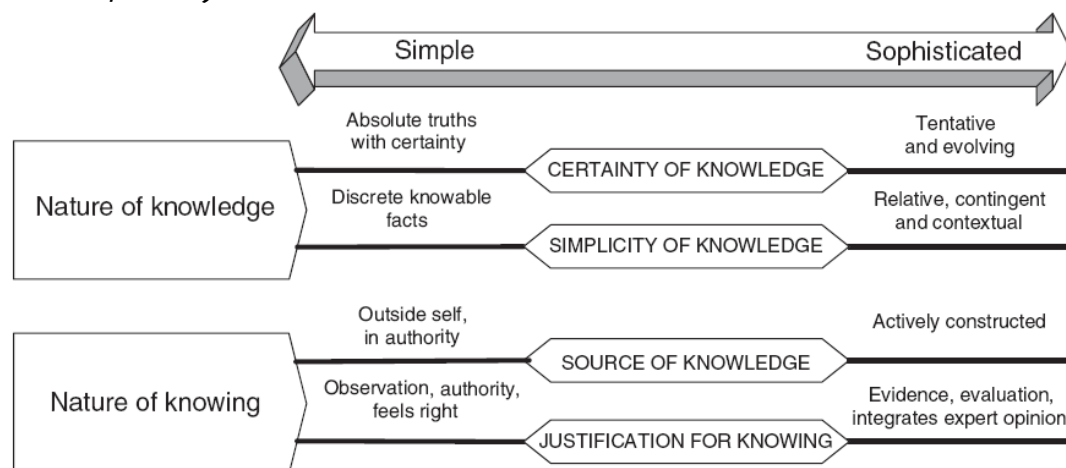 Simple
Sophisticated
Absolute truths
with certainty
Tentative
and evolving
CERTAINTY OF KNOWLEDGE
Nature of knowledge
Discrete knowable
facts
Relative, contingent
and contextual
SIMPLICITY OF KNOWLEDGE
Outside self,
in authority
Actively constructed
SOURCE OF KNOWLEDGE
Nature of knowing
Observation, authority,
feels right
Evidence, evaluation,
integrates expert opinion
JUSTIFICATION FOR KNOWING